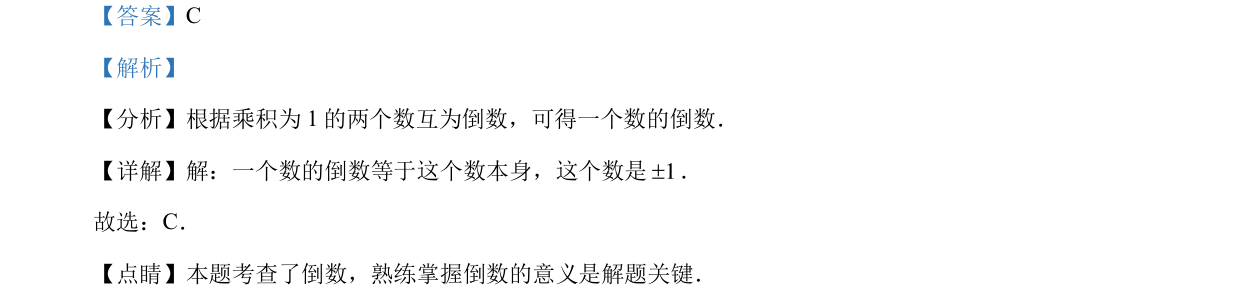 【答案】C
【解析】
【分析】根据乘积为 1 的两个数互为倒数，可得一个数的倒数．
【详解】解：一个数的倒数等于这个数本身，这个数是 ±1．
故选：C．
【点睛】本题考查了倒数，熟练掌握倒数的意义是解题关键．